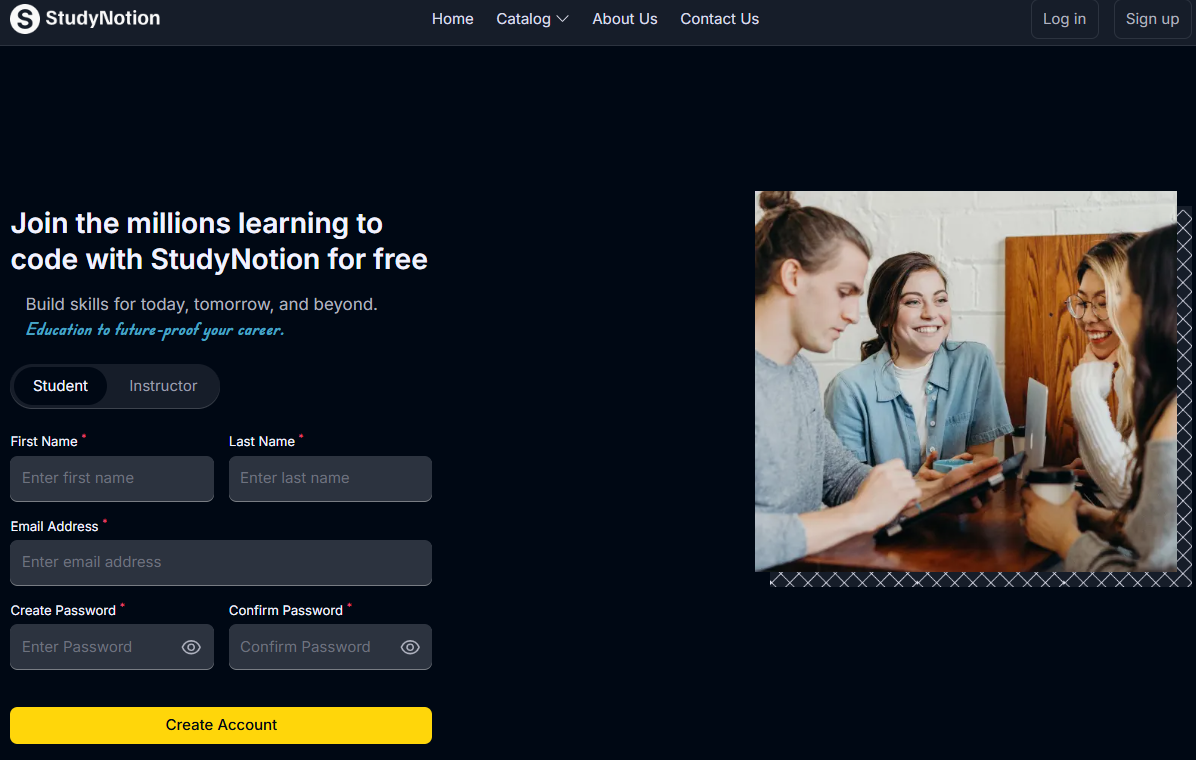 StudyNotion
Home Catalog About Us Contact Us Log in Sign up
Join the millions learning to
code with StudyNotion for free
Build skills for today, tomorrow, and beyond.
Education to future-proof your career.
Student Instructor
First Name * Last Name *
Enter first name Enter last name
Email Address *
Enter email address
Create Password * Confirm Password *
Enter Password Confirm Password
Create Account